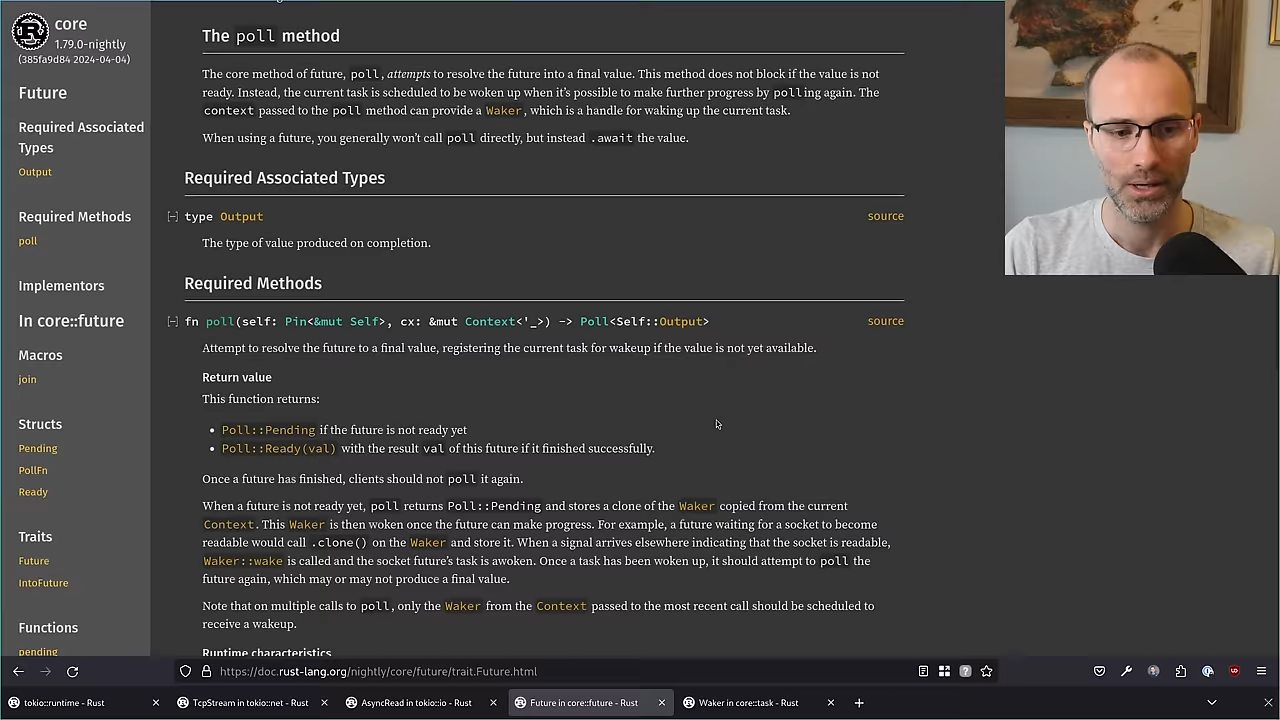 core
1.79.0-nightly
(385fa9d84 2024-04-04)
Future
Required Associated
Types
Output
Required Methods
poll
Implementors
In core::future
Macros
join
Structs
Pending
PollFn
Ready
Traits
Future
IntoFuture
Functions
pending
The poll method
The core method of future, poll, attempts to resolve the future into a final value. This method does not block if the value is not
ready. Instead, the current task is scheduled to be woken up when it's possible to make further progress by polling again. The
context passed to the poll method can provide a Waker, which is a handle for waking up the current task.
When using a future, you generally won't call poll directly, but instead .await the value.
Required Associated Types
[-] type Output source
The type of value produced on completion.
Required Methods
[-] fn poll(self: Pin<&mut Self>, cx: &mut Context<'_>) -> Poll<Self::Output> source
Attempt to resolve the future to a final value, registering the current task for wakeup if the value is not yet available.
Return value
This function returns:
• Poll::Pending if the future is not ready yet
• Poll::Ready(val) with the result val of this future if it finished successfully.
Once a future has finished, clients should not poll it again.
When a future is not ready yet, poll returns Poll::Pending and stores a clone of the Waker copied from the current
Context. This Waker is then woken once the future can make progress. For example, a future waiting for a socket to become
readable would call .clone() on the Waker and store it. When a signal arrives elsewhere indicating that the socket is readable,
Waker::wake is called and the socket future's task is awoken. Once a task has been woken up, it should attempt to poll the
future again, which may or may not produce a final value.
Note that on multiple calls to poll, only the Waker from the Context passed to the most recent call should be scheduled to
receive a wakeup.
Runtime characteristics
https://doc.rust-lang.org/nightly/core/future/trait.Future.html
tokio::runtime - Rust
TcpStream in tokio::net - Rust
AsyncRead in tokio::io - Rust
Future in core::future - Rust
Waker in core::task - Rust